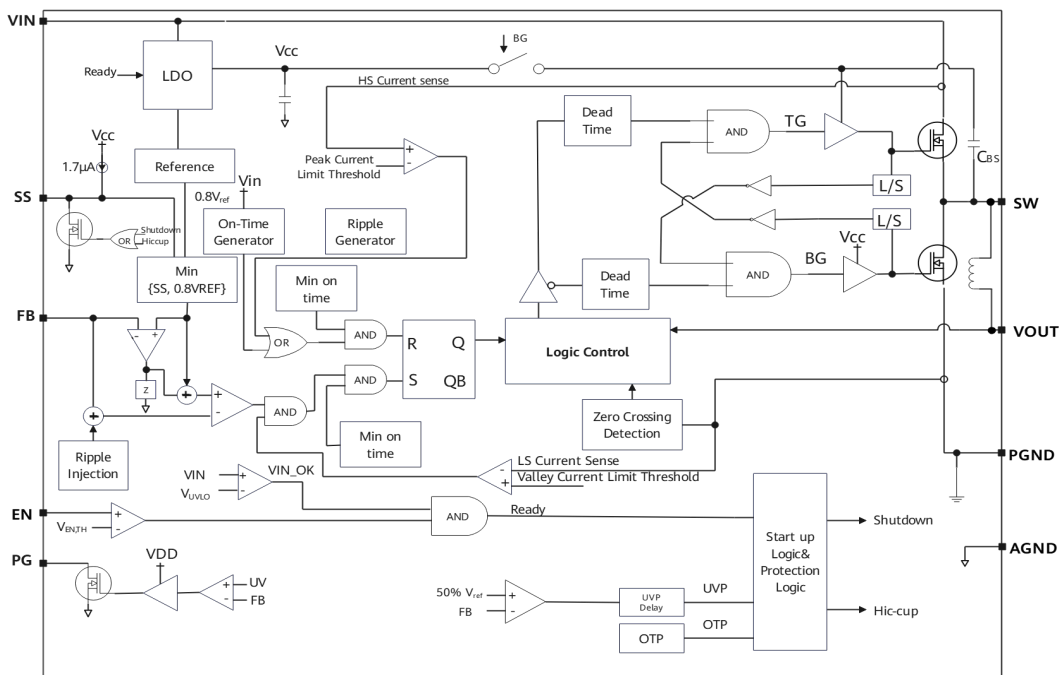 VIN
BG
Vcc
LDO
Ready
HS Current sense
Dead
Time
AND
TG
Vcc
1.7μA
Reference
Peak Current
Limit Threshold
+
-
CBS
L/S
SS
0.8Vref
Vin
SW
Shutdown
Hiccup
OR
On-Time
Generator
Ripple
Generator
L/S
Vcc
BG
AND
Min
{SS, 0.8VREF}
Min on
time
Dead
Time
FB
-
+
OR
AND
R
Q
S
QB
Logic Control
VOUT
Z
+
+
+
-
AND
AND
Zero Crossing
Detection
Min on
time
Ripple
Injection
PGND
LS Current Sense
Valley Current Limit Threshold
-
+
VIN
VUVLO
+
-
VIN_OK
EN
VEN,TH
+
-
AND
Ready
Start up
Logic&
Protection
Logic
Shutdown
AGND
PG
VDD
+
-
UV
FB
50% Vref
FB
+
-
UVP
Delay
UVP
OTP
OTP
Hic-cup